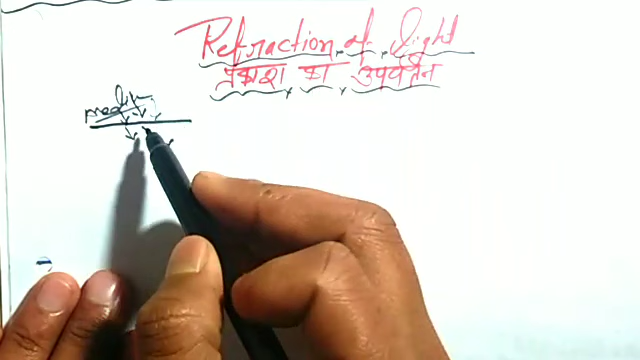 Refraction of light
प्रकाश का उपवर्तन